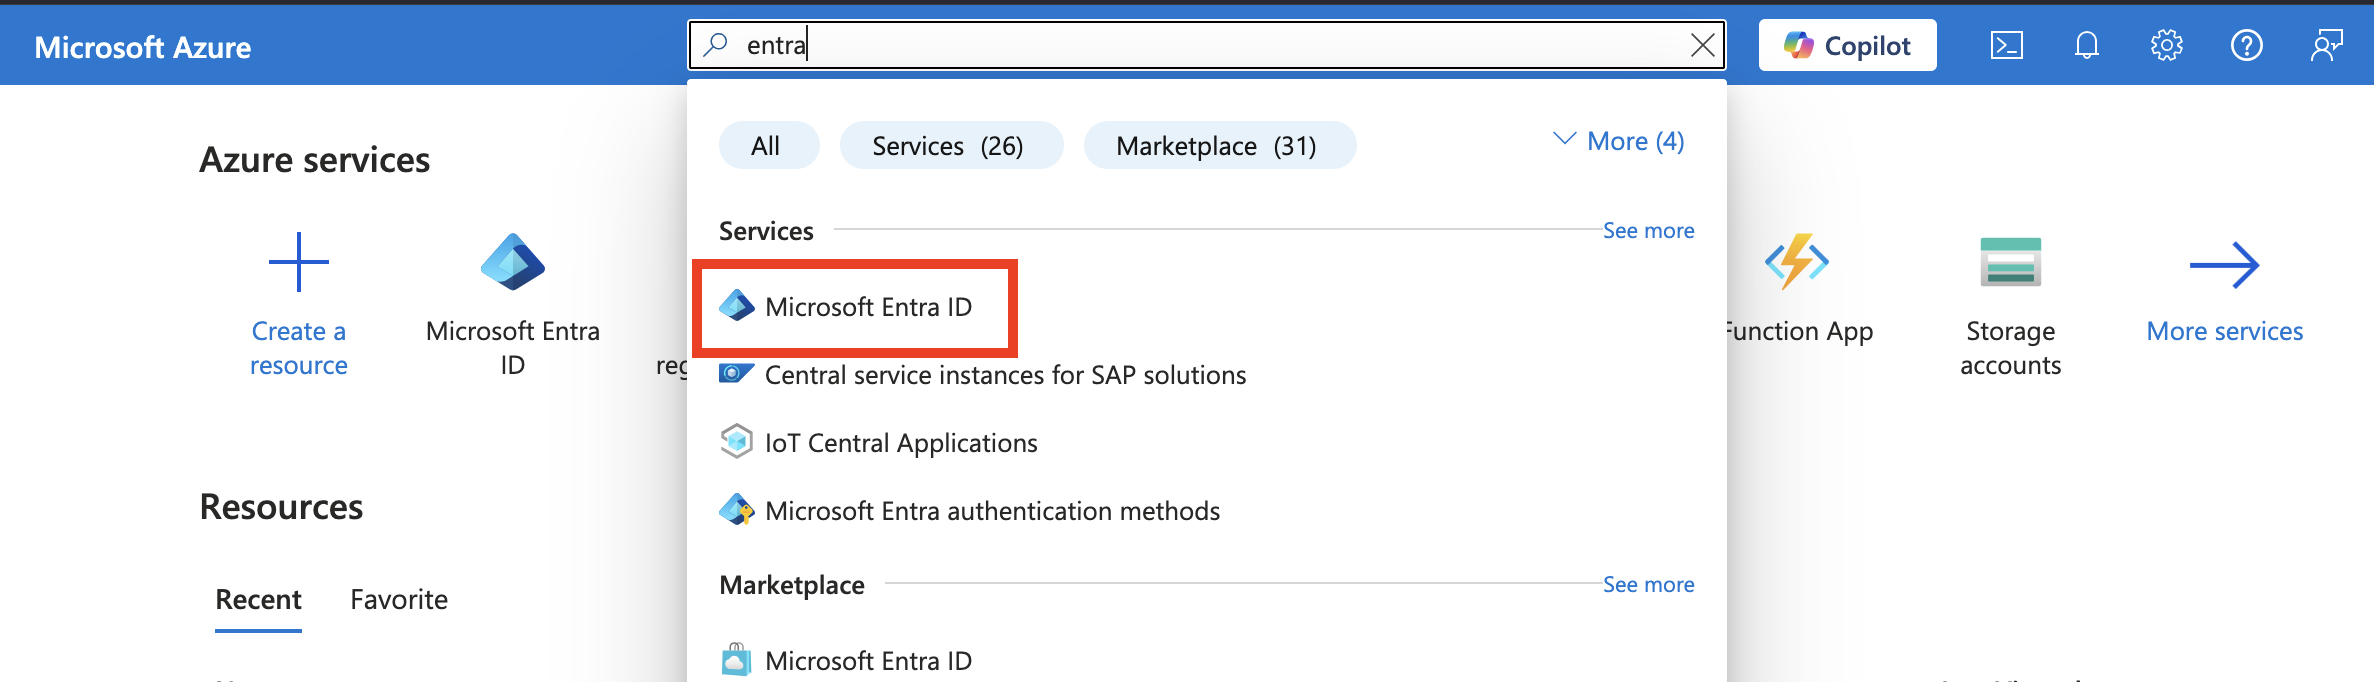 Microsoft Azure
entra
Copilot
All
Services (26)
Marketplace (31)
More (4)
Azure services
Services
See more
Create a
resource
Microsoft Entra
ID
Microsoft Entra ID
Central service instances for SAP solutions
IoT Central Applications
Microsoft Entra authentication methods
Function App
Storage
accounts
More services
Resources
Recent
Favorite
Marketplace
See more
Microsoft Entra ID